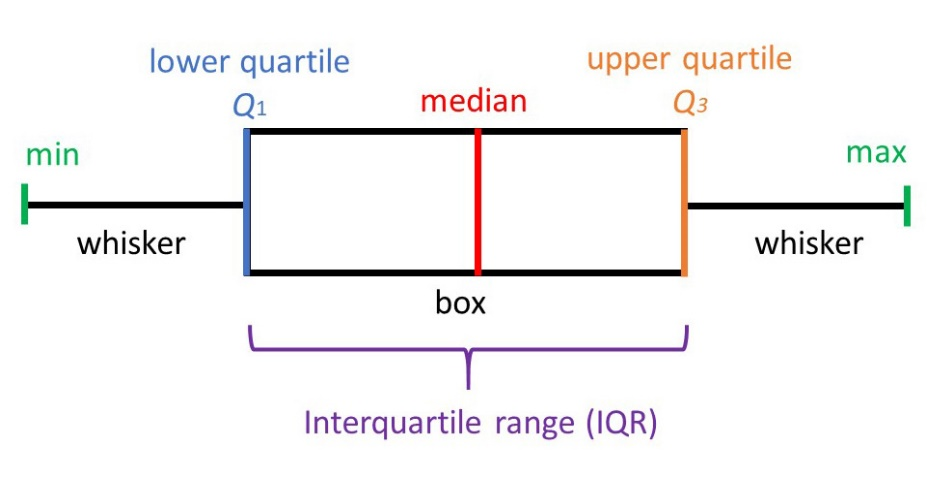 lower quartile
Q1
median
upper quartile
Q3
min
max
whisker
whisker
box
Interquartile range (IQR)